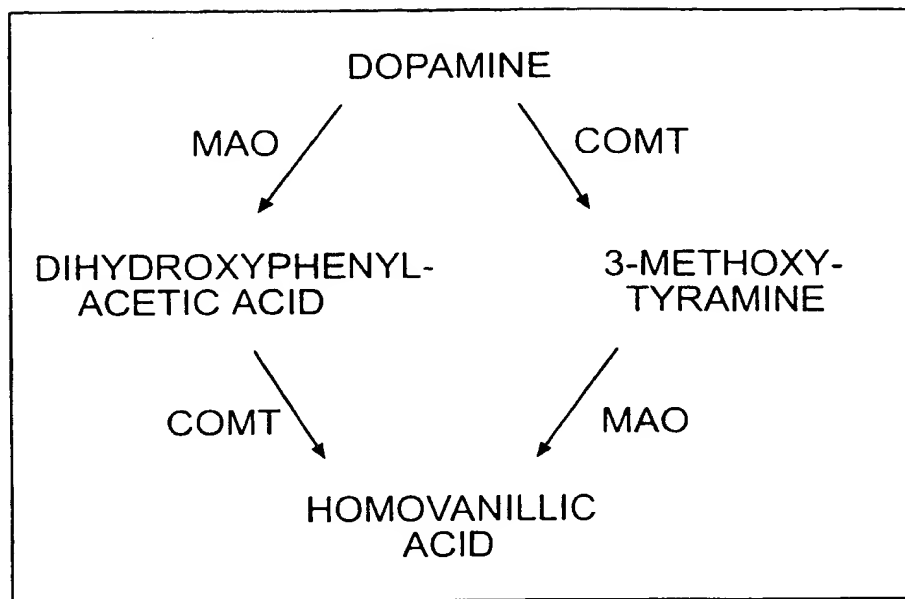 DOPAMINE
MAO
COMT
DIHYDROXYPHENYL-
ACETIC ACID
3-METHOXY-
TYRAMINE
COMT
MAO
HOMOVANILLIC
ACID